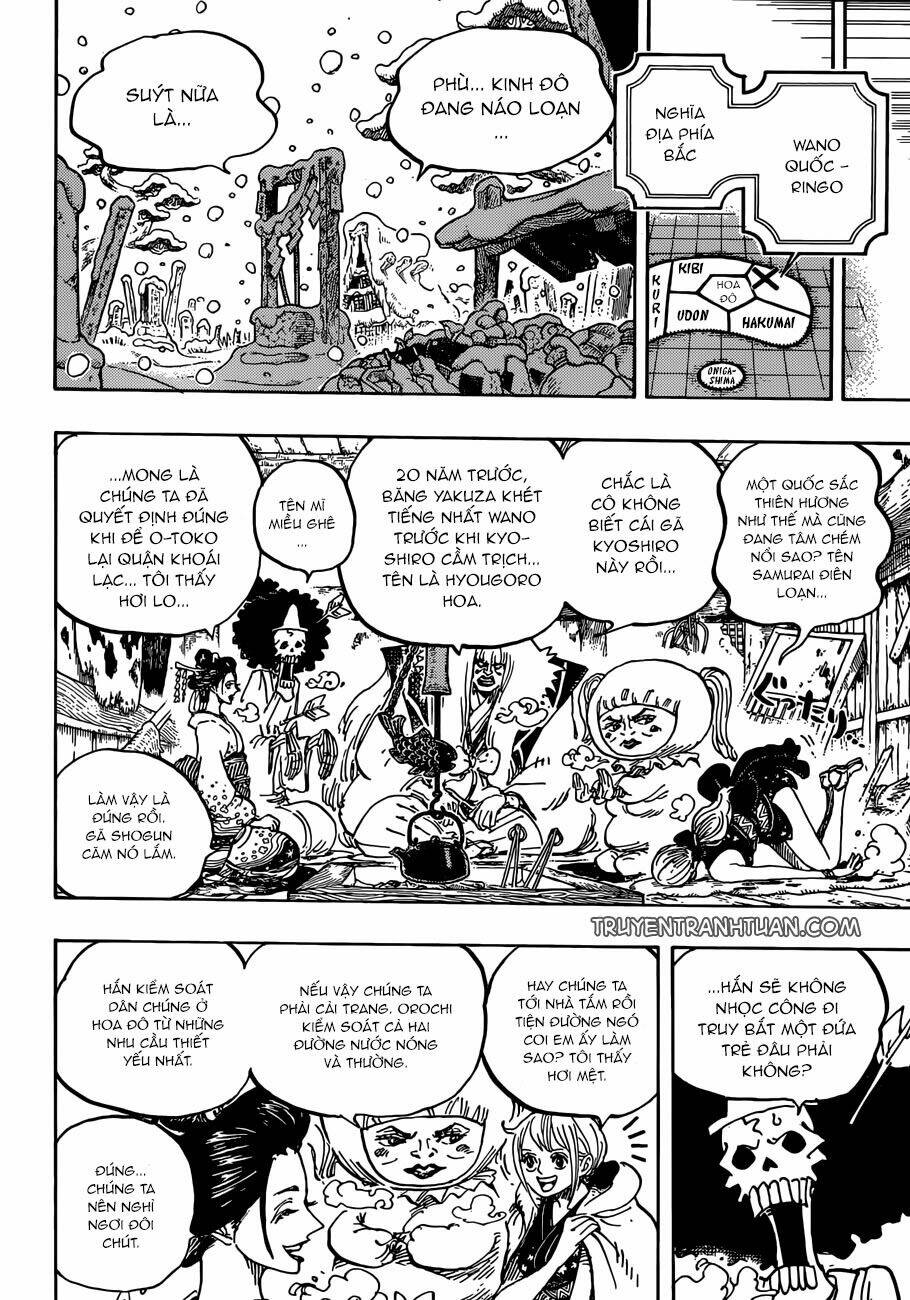 WANO
QUỐC -
RINGO
NGHĨA
ĐỊA PHÍA
BẮC
KIBI
KURI
HOA
ĐÔ
UDON
HAKUMAI
ONIGA-
SHIMA
PHÙ... KINH ĐÔ
ĐANG NÁO LOẠN
...
SUÝT NỮA
LÀ...
MỘT QUỐC SẮC
THIÊN HƯƠNG
NHƯ THẾ MÀ CŨNG
ĐANG TÂM CHÉM
NỔI SAO? TÊN
SAMURAI ĐIÊN
LOẠN...
CHẮC LÀ
CÔ KHÔNG
BIẾT CÁI GÃ
KYOSHIRO
NÀY RỒI...
20 NĂM TRƯỚC,
BĂNG YAKUZA KHÉT
TIẾNG NHẤT WANO
TRƯỚC KHI KYO-
SHIRO CẦM TRỊCH...
TÊN LÀ HYOUGORO
HOA.
TÊN MĨ
MIỀU GHÊ
...
...MONG LÀ
CHÚNG TA ĐÃ
QUYẾT ĐỊNH ĐÚNG
KHI ĐỂ O-TOKO
LẠI QUẬN KHOÁI
LẠC... TÔI THẤY
HƠI LO...
ぐったり
LÀM VẬY LÀ
ĐÚNG RỒI.
GÃ SHOGUN
CĂM NÓ LẮM.
TRUYENTRANHTUAN.COM
...HẮN SẼ KHÔNG
NHỌC CÔNG ĐI
TRUY BẮT MỘT ĐỨA
TRẺ ĐÂU PHẢI
KHÔNG?
HAY CHÚNG TA
TỚI NHÀ TẮM RỒI
TIỆN ĐƯỜNG NGÓ
COI EM ẤY LÀM
SAO? TÔI THẤY
HƠI MỆT.
NẾU VẬY CHÚNG TA
PHẢI CẢI TRANG. OROCHI
KIỂM SOÁT CẢ HAI
ĐƯỜNG NƯỚC NÓNG
VÀ THƯỜNG.
HẮN KIỂM SOÁT
DÂN CHÚNG Ở
HOA ĐÔ TỪ NHỮNG
NHU CẦU THIẾT
YẾU NHẤT.
ĐÚNG...
CHÚNG TA
NÊN NGHỈ
NGƠI ĐÔI
CHÚT.